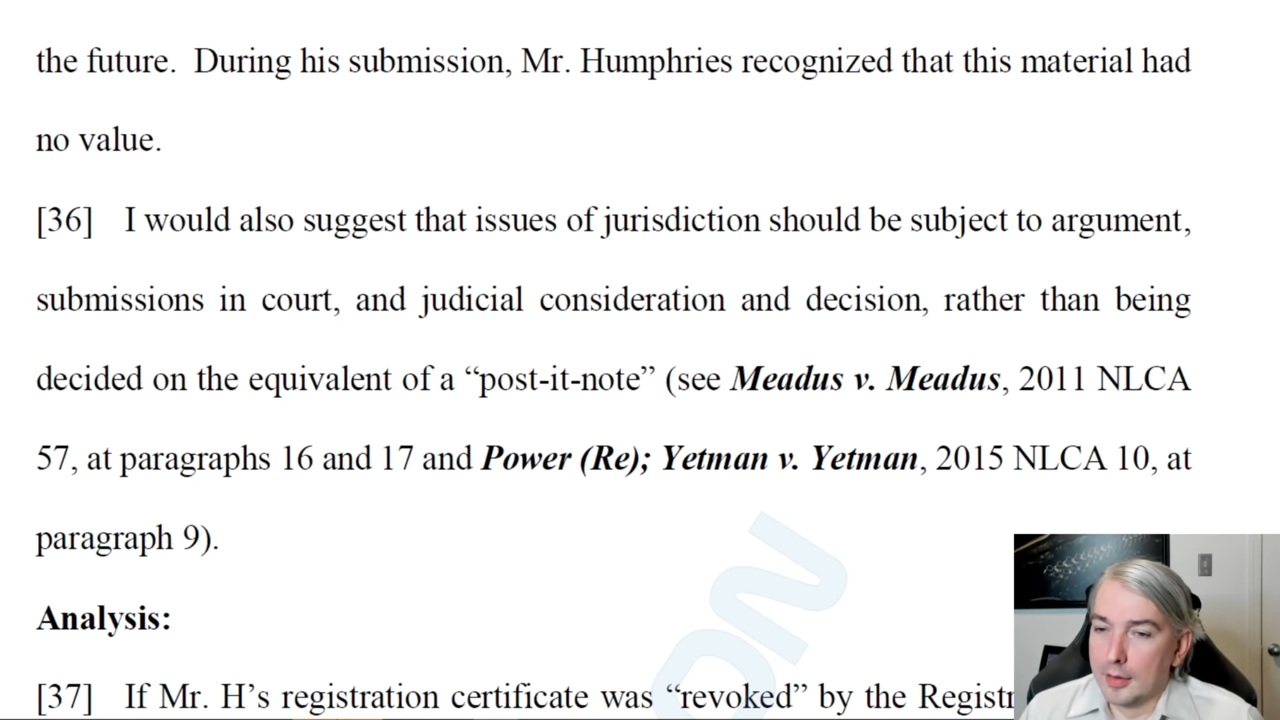 the future. During his submission, Mr. Humphries recognized that this material had
no value.
[36] I would also suggest that issues of jurisdiction should be subject to argument,
submissions in court, and judicial consideration and decision, rather than being
decided on the equivalent of a “post-it-note” (see Meadus v. Meadus, 2011 NLCA
57, at paragraphs 16 and 17 and Power (Re); Yetman v. Yetman, 2015 NLCA 10, at
paragraph 9).
Analysis:
[37] If Mr. H’s registration certificate was “revoked” by the Registr